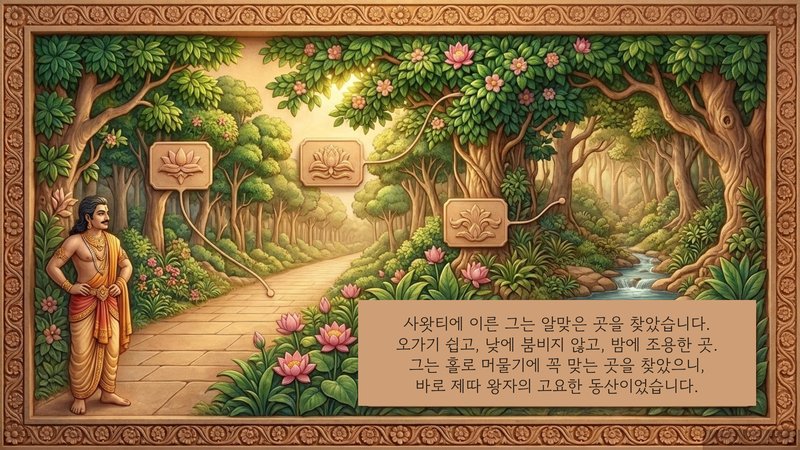 사왓티에 이른 그는 알맞은 곳을 찾았습니다.
오가기 쉽고, 낮에 붐비지 않고, 밤에 조용한 곳.
그는 홀로 머물기에 꼭 맞는 곳을 찾았으니,
바로 제따 왕자의 고요한 동산이었습니다.